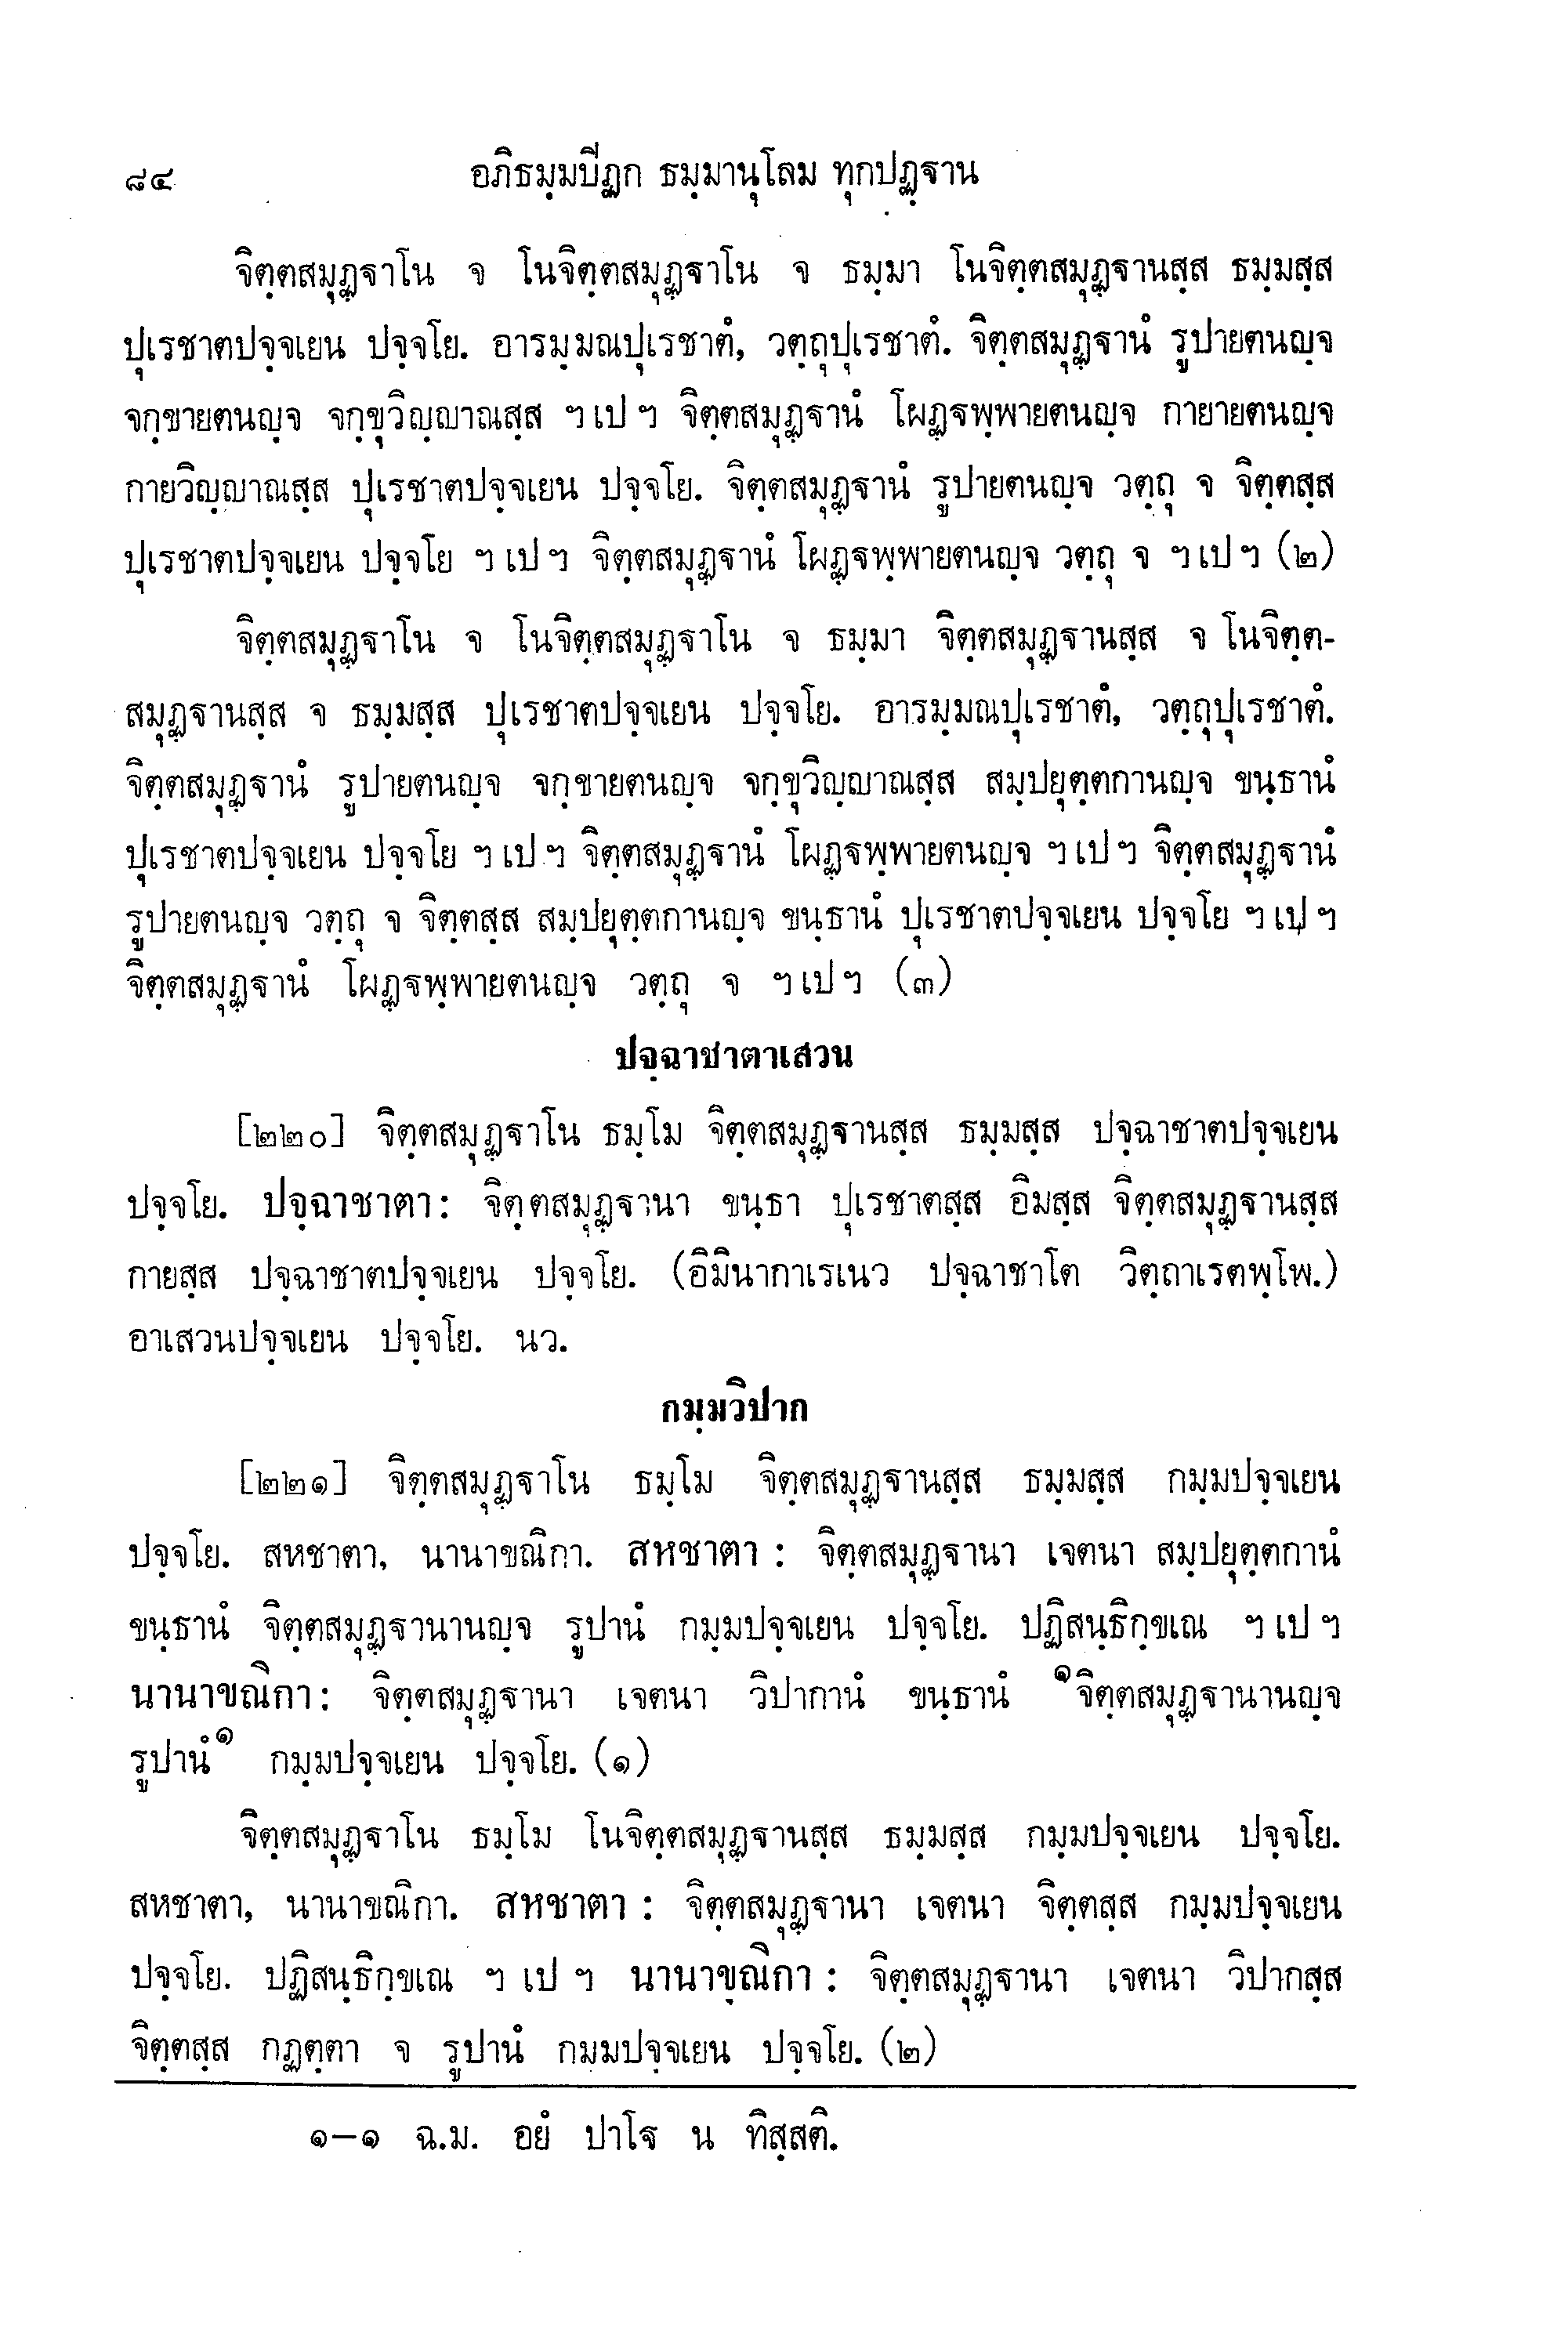 ๘๔ อภิธมฺมปิฏก ธมฺมานุโลม ทุกปฏฺฐาน
จิตฺตสมุฏฺฐาโน จ โนจิตฺตสมุฏฺฐาโน จ ธมฺมา โนจิตฺตสมุฏฺฐานสฺส ธมฺมสฺส
ปุเรชาตปจฺจเยน ปจฺจโย. อารมฺมณปุเรชาตํ, วตฺถุปุเรชาตํ. จิตฺตสมุฏฺฐานํ รูปายตนญฺจ
จกฺขายตนญฺจ จกฺขุวิญฺญาณสฺส ฯ เป ฯ จิตฺตสมุฏฺฐานํ โผฏฺฐพฺพายตนญฺจ กายายตนญฺจ
กายวิญฺญาณสฺส ปุเรชาตปจฺจเยน ปจฺจโย. จิตฺตสมุฏฺฐานํ รูปายตนญฺจ วตฺถุ จ จิตฺตสฺส
ปุเรชาตปจฺจเยน ปจฺจโย ฯ เป ฯ จิตฺตสมุฏฺฐานํ โผฏฺฐพฺพายตนญฺจ วตฺถุ จ ฯ เป ฯ (๒)
จิตฺตสมุฏฺฐาโน จ โนจิตฺตสมุฏฺฐาโน จ ธมฺมา จิตฺตสมุฏฺฐานสฺส จ โนจิตฺต-
สมุฏฺฐานสฺส จ ธมฺมสฺส ปุเรชาตปจฺจเยน ปจฺจโย. อารมฺมณปุเรชาตํ, วตฺถุปุเรชาตํ.
จิตฺตสมุฏฺฐานํ รูปายตนญฺจ จกฺขายตนญฺจ จกฺขุวิญฺญาณสฺส สมฺปยุตฺตกานญฺจ ขนฺธานํ
ปุเรชาตปจฺจเยน ปจฺจโย ฯ เป ฯ จิตฺตสมุฏฺฐานํ โผฏฺฐพฺพายตนญฺจ ฯ เป ฯ จิตฺตสมุฏฺฐานํ
รูปายตนญฺจ วตฺถุ จ จิตฺตสฺส สมฺปยุตฺตกานญฺจ ขนฺธานํ ปุเรชาตปจฺจเยน ปจฺจโย ฯ เป ฯ
จิตฺตสมุฏฺฐานํ โผฏฺฐพฺพายตนญฺจ วตฺถุ จ ฯ เป ฯ (๓)
ปจฺฉาชาตาเสวน
[๒๒๐] จิตฺตสมุฏฺฐาโน ธมฺโม จิตฺตสมุฏฺฐานสฺส ธมฺมสฺส ปจฺฉาชาตปจฺจเยน
ปจฺจโย. ปจฺฉาชาตา: จิตฺตสมุฏฺฐานา ขนฺธา ปุเรชาตสฺส อิมสฺส จิตฺตสมุฏฺฐานสฺส
กายสฺส ปจฺฉาชาตปจฺจเยน ปจฺจโย. (อิมินากาเรเนว ปจฺฉาชาโต วิตฺถาเรตพฺโพ.)
อาเสวนปจฺจเยน ปจฺจโย. นว.
กมฺมวิปาก
[๒๒๑] จิตฺตสมุฏฺฐาโน ธมฺโม จิตฺตสมุฏฺฐานสฺส ธมฺมสฺส กมฺมปจฺจเยน
ปจฺจโย. สหชาตา, นานาขณิกา. สหชาตา : จิตฺตสมุฏฺฐานา เจตนา สมฺปยุตฺตกานํ
ขนฺธานํ จิตฺตสมุฏฺฐานานญฺจ รูปานํ กมฺมปจฺจเยน ปจฺจโย. ปฏิสนฺธิกฺขเณ ฯ เป ฯ
นานาขณิกา: จิตฺตสมุฏฺฐานา เจตนา วิปากานํ ขนฺธานํ ๑จิตฺตสมุฏฺฐานานญฺจ
รูปานํ๑ กมฺมปจฺจเยน ปจฺจโย. (๑)
จิตฺตสมุฏฺฐาโน ธมฺโม โนจิตฺตสมุฏฺฐานสฺส ธมฺมสฺส กมฺมปจฺจเยน ปจฺจโย.
สหชาตา, นานาขณิกา. สหชาตา : จิตฺตสมุฏฺฐานา เจตนา จิตฺตสฺส กมฺมปจฺจเยน
ปจฺจโย. ปฏิสนฺธิกฺขเณ ฯ เป ฯ นานาขฺณิกา : จิตฺตสมุฏฺฐานา เจตนา วิปากสฺส
จิตฺตสฺส กฏตฺตา จ รูปานํ กมมปจฺจเยน ปจฺจโย. (๒)
๑–๑ ฉ.ม. อยํ ปาโฐ น ทิสฺสติ.